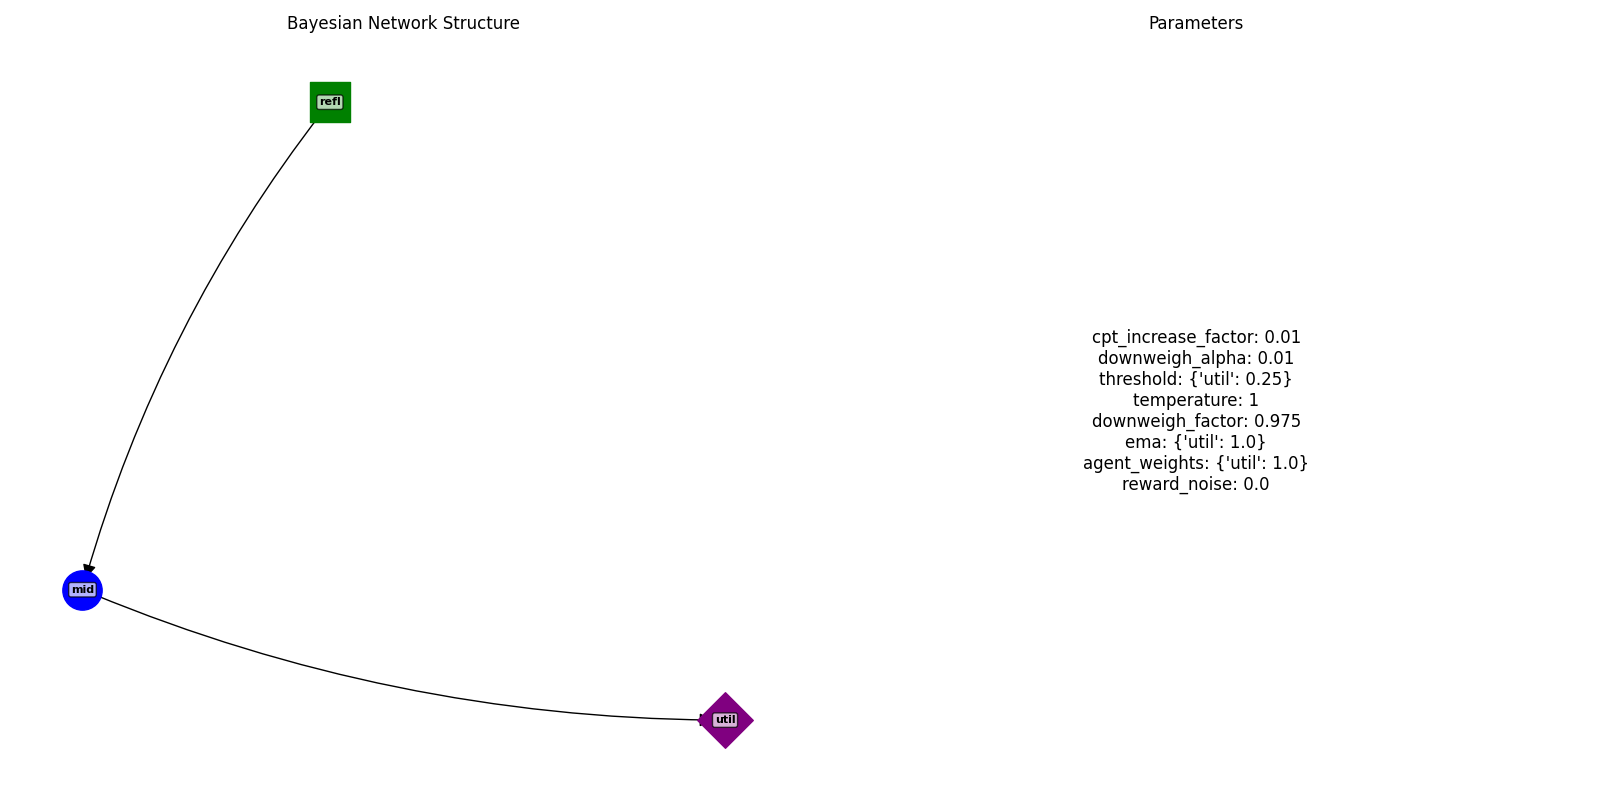 Bayesian Network Structure
Parameters
refl
cpt_increase_factor: 0.01
downweigh_alpha: 0.01
threshold: {'util': 0.25}
temperature: 1
downweigh_factor: 0.975
ema: {'util': 1.0}
agent_weights: {'util': 1.0}
reward_noise: 0.0
mid
util